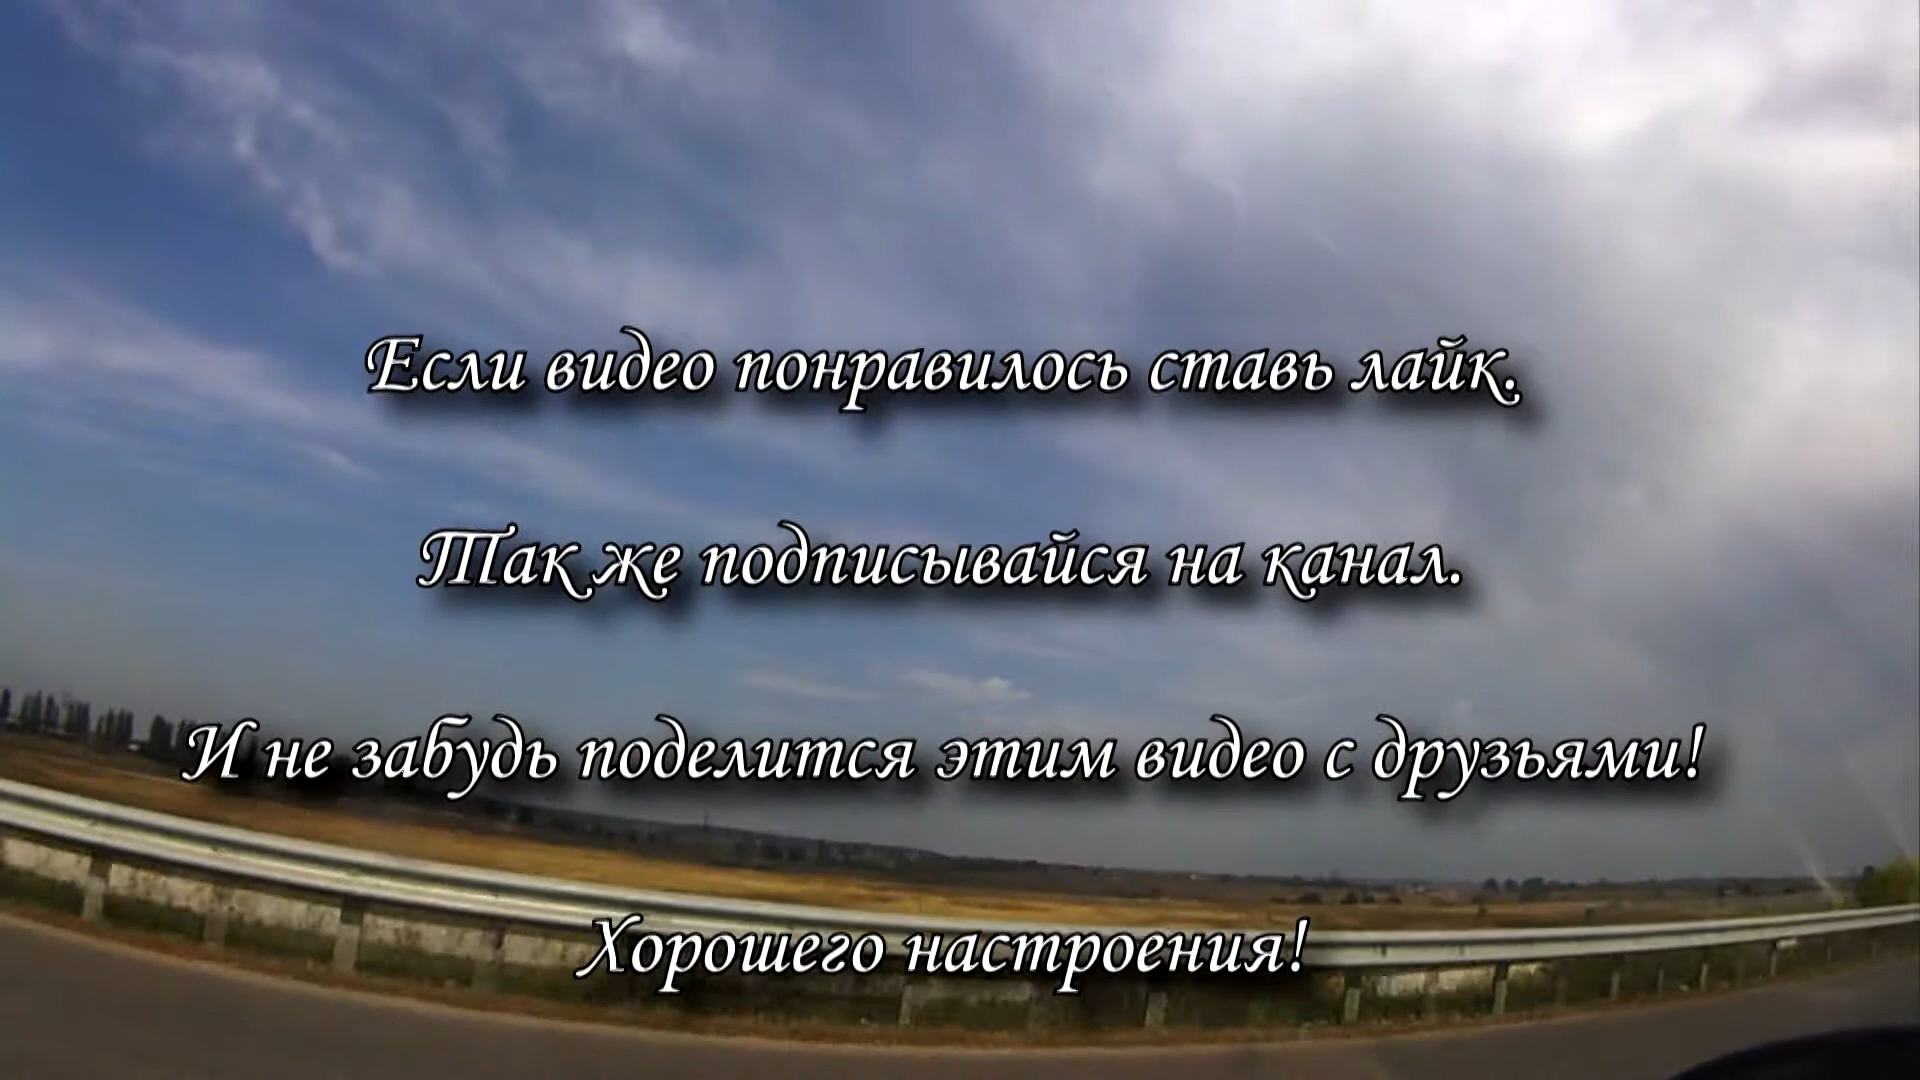 Если видео понравилось ставь лайк.
Так же подписывайся на канал.
И не забудь поделится этим видео с друзьями!
Хорошего настроения!